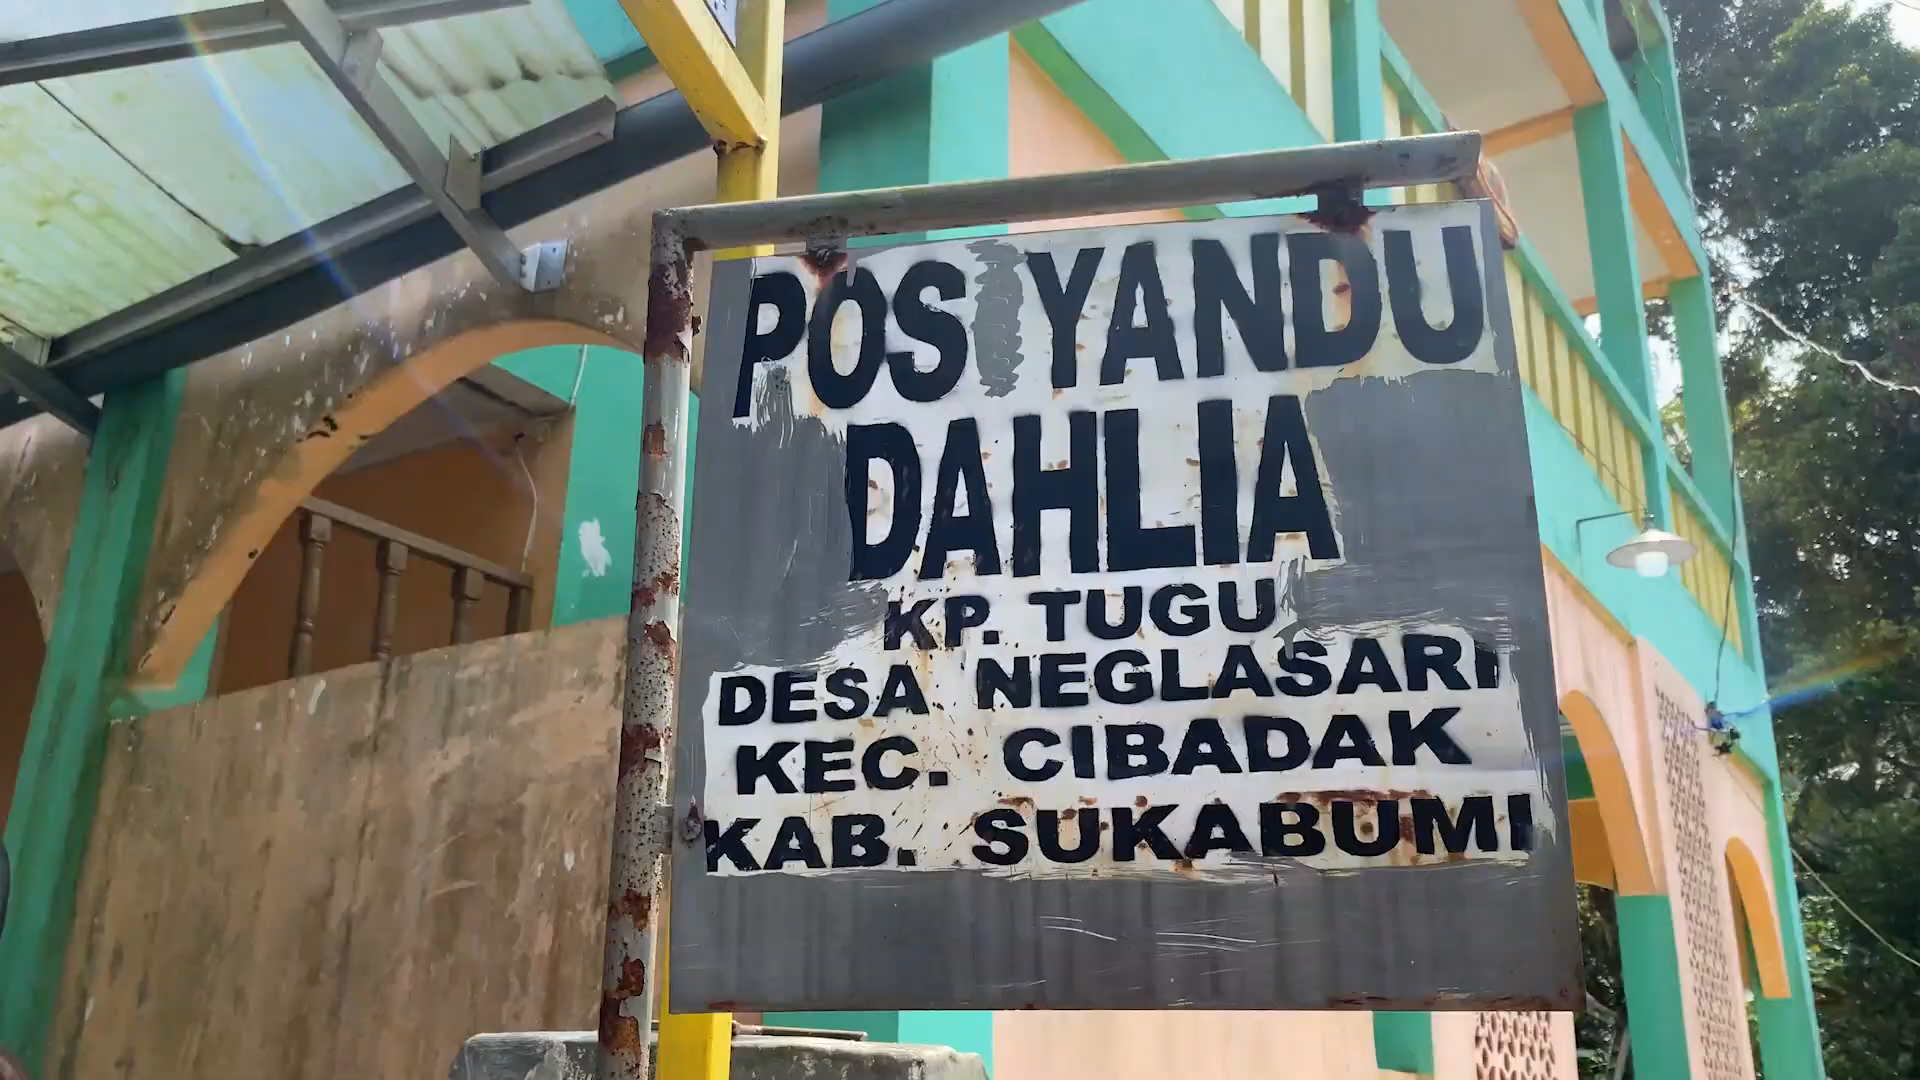 POS YANDU
DAHLIA
KP. TUGU
DESA NEGLASARI
KEC. CIBADAK
KAB. SUKABUMI